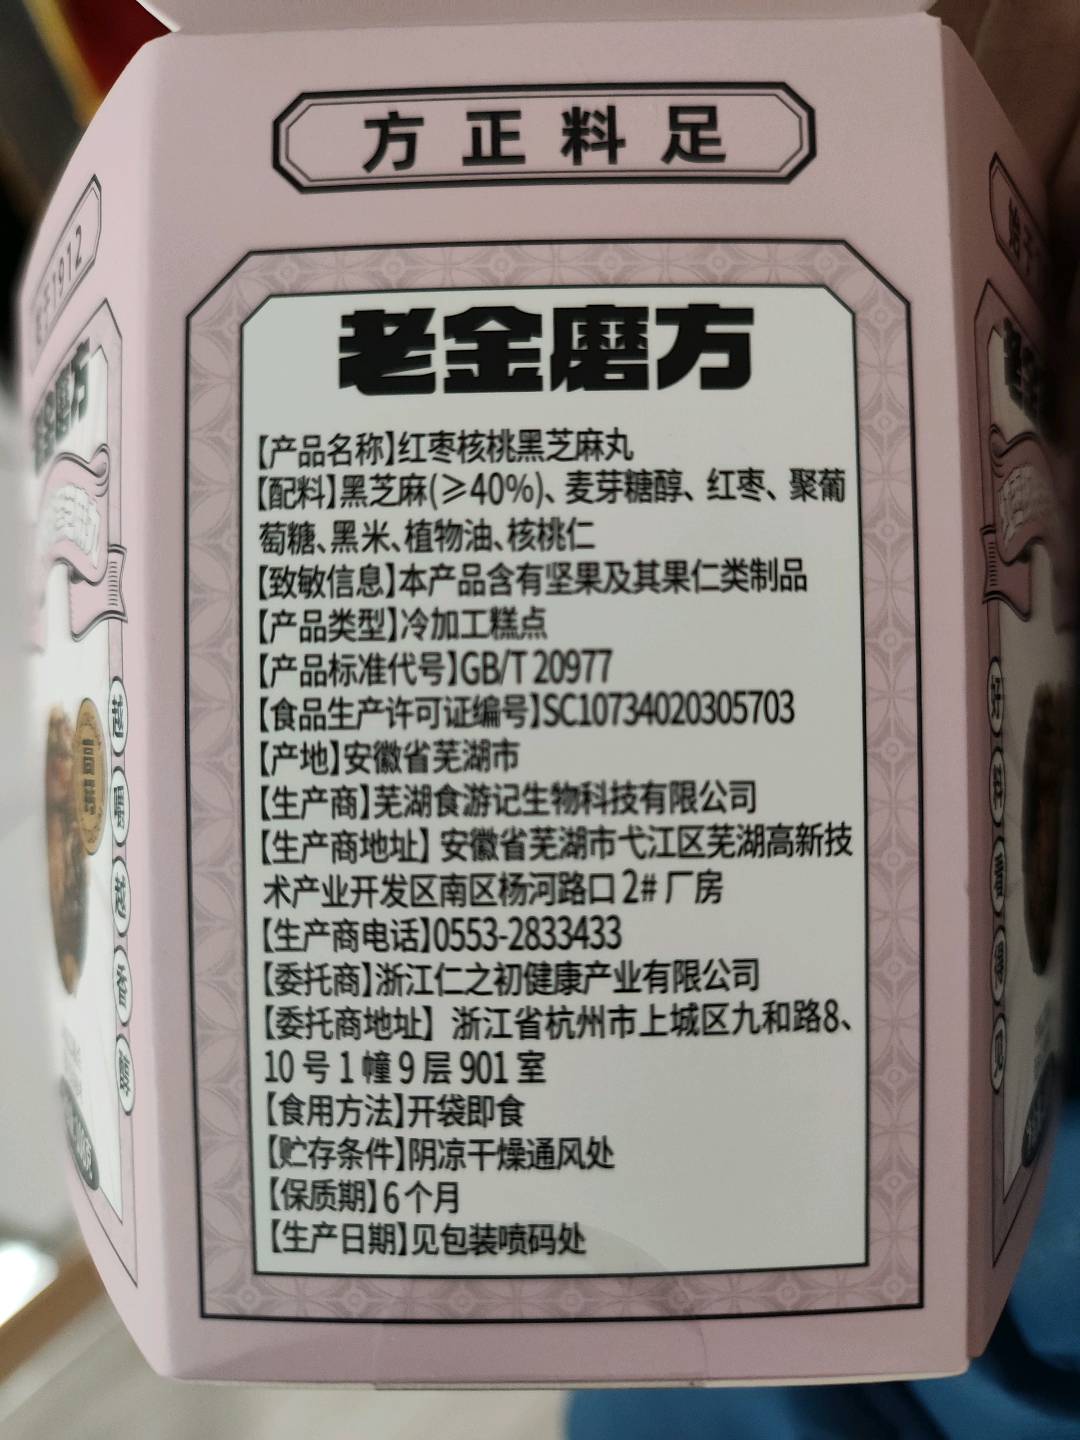 方正料足
老金磨方
【产品名称】红枣核桃黑芝麻丸
【配料】黑芝麻(≥40%)、麦芽糖醇、红枣、聚葡
萄糖、黑米、植物油、核桃仁
【致敏信息】本产品含有坚果及其果仁类制品
【产品类型】冷加工糕点
【产品标准代号】GB/T 20977
【食品生产许可证编号】SC10734020305703
【产地】安徽省芜湖市
【生产商】芜湖食游记生物科技有限公司
【生产商地址】安徽省芜湖市弋江区芜湖高新技
术产业开发区南区杨河路口 2# 厂房
【生产商电话】0553-2833433
【委托商】浙江仁之初健康产业有限公司
【委托商地址】浙江省杭州市上城区九和路8、
10 号 1 幢 9 层 901 室
【食用方法】开袋即食
【贮存条件】阴凉干燥通风处
【保质期】6个月
【生产日期】见包装喷码处
1912
老金磨方
越嚼越